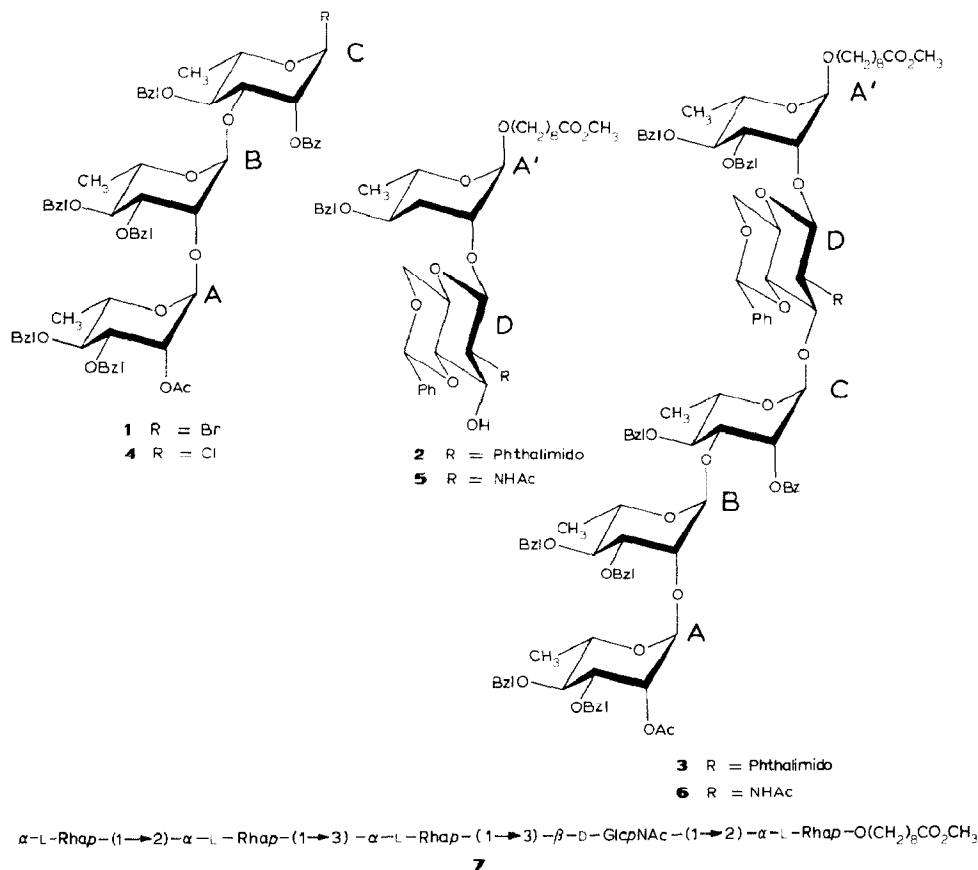 R
C
CH₃
O
BzlO
O
OBz
B
CH₃
O
BzlO
OBzl
O
A
CH₃
O
BzlO
OBzl
OAc
1 R = Br
4 R = Cl
O(CH₂)₈CO₂CH₃
A'
CH₃
O
BzlO
O
O
D
O
O
Ph
R
OH
2 R = Phthalimido
5 R = NHAc
O(CH₂)₈CO₂CH₃
A'
CH₃
O
BzlO
OBzl
O
O
D
O
O
R
Ph
O
C
CH₃
O
BzlO
O
OBz
B
CH₃
O
BzlO
OBzl
O
A
CH₃
O
BzlO
OBzl
OAc
3 R = Phthalimido
6 R = NHAc
α-L-Rhap-(1→2)-α-L-Rhap-(1→3)-α-L-Rhap-(1→3)-β-D-GlcpNAc-(1→2)-α-L-Rhap-O(CH₂)₈CO₂CH₃
7